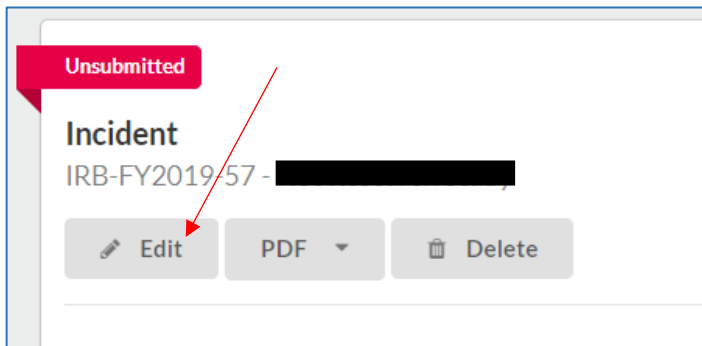 Unsubmitted
Incident
IRB-FY2019-57 -
Edit PDF Delete